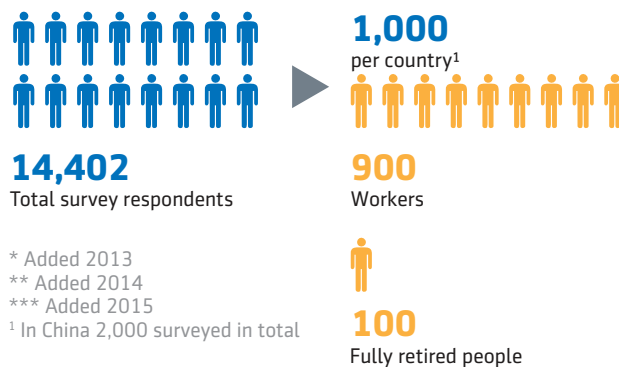 14,402
Total survey respondents
* Added 2013
** Added 2014
*** Added 2015
¹ In China 2,000 surveyed in total
1,000
per country¹
900
Workers
100
Fully retired people